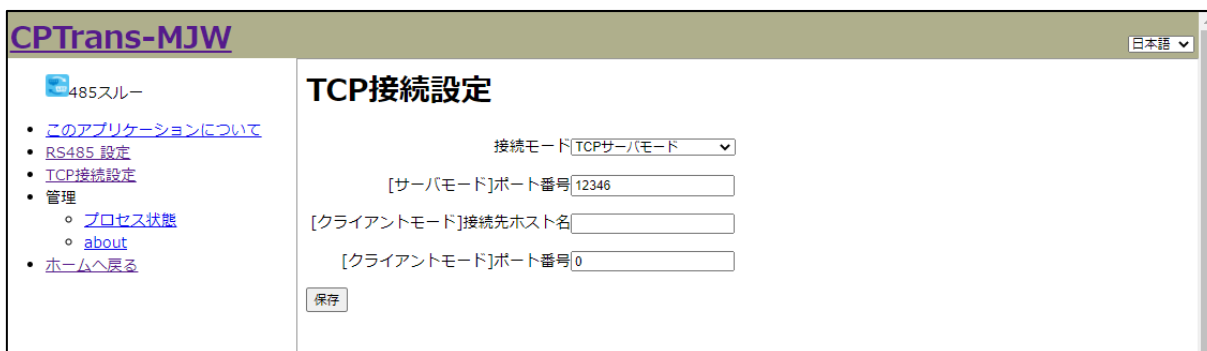 CPTrans-MJW
日本語
485スルー
このアプリケーションについて
RS485 設定
TCP接続設定
管理
プロセス状態
about
ホームへ戻る
TCP接続設定
接続モード TCPサーバモード
[サーバモード]ポート番号 12346
[クライアントモード]接続先ホスト名
[クライアントモード]ポート番号 0
保存